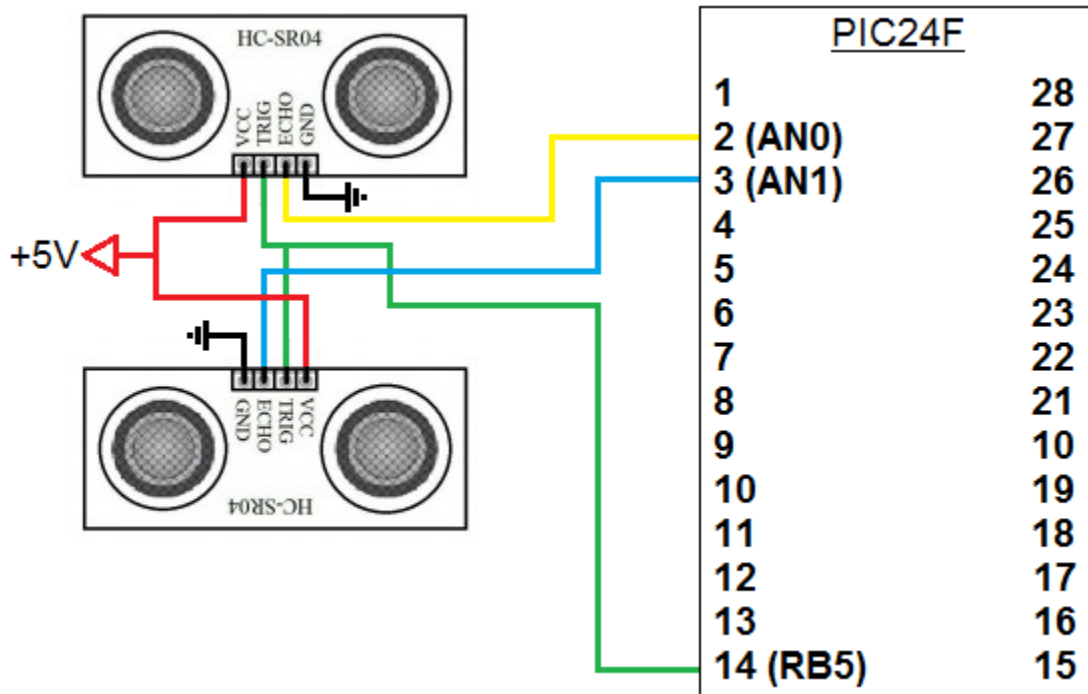 HC-SR04
VCC
TRIG
ECHO
GND
+5V
GND
ECHO
TRIG
VCC
HC-SR04
PIC24F
1
2 (AN0)
3 (AN1)
4
5
6
7
8
9
10
11
12
13
14 (RB5)
28
27
26
25
24
23
22
21
10
19
18
17
16
15